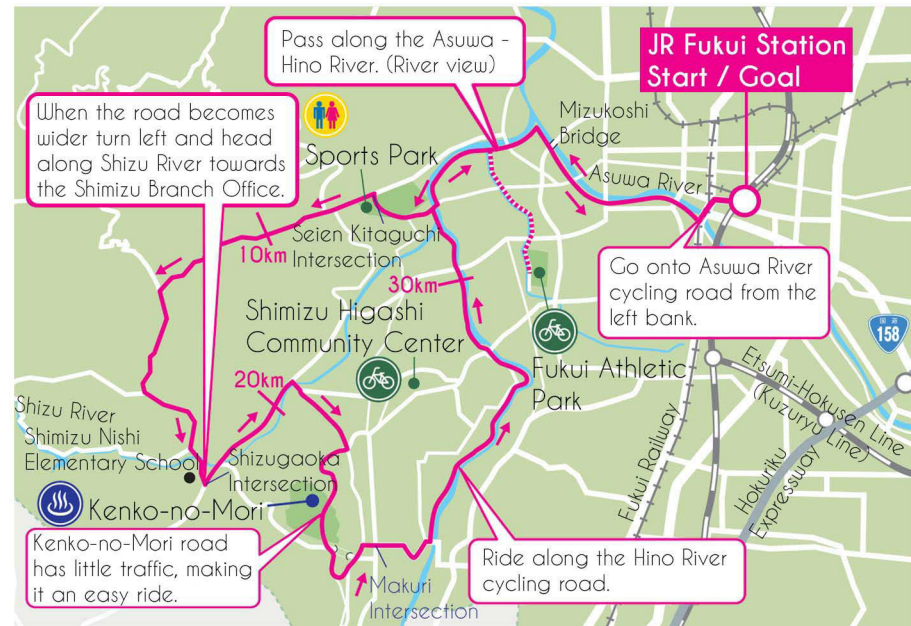 JR Fukui Station
Start / Goal
Pass along the Asuwa -
Hino River. (River view)
When the road becomes
wider turn left and head
along Shizu River towards
the Shimizu Branch Office.
Mizukoshi
Bridge
Sports Park
Asuwa River
Seien Kitaguchi
Intersection
10km
Go onto Asuwa River
cycling road from the
left bank.
30km
Shimizu Higashi
Community Center
国道
158
Fukui Athletic
Park
20km
Etsumi-Hokusen Line
(Kuzuryu Line)
Shizu River
Shimizu Nishi
Elementary School
Shizugaoka
Intersection
Fukui Railway
Hokuriku
Expressway
Kenko-no-Mori
Kenko-no-Mori road
has little traffic, making
it an easy ride.
Ride along the Hino River
cycling road.
Makuri
Intersection